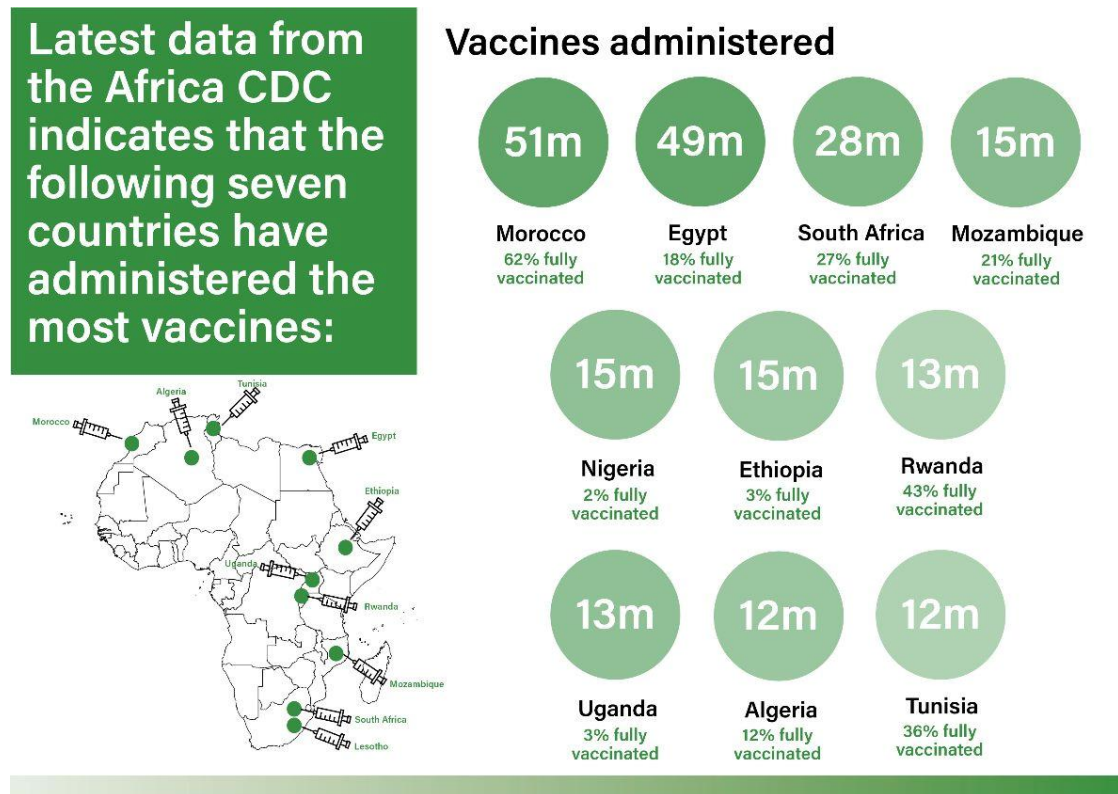 Latest data from
the Africa CDC
indicates that the
following seven
countries have
administered the
most vaccines:
Vaccines administered
51m
49m
28m
15m
Morocco
62% fully
vaccinated
Egypt
18% fully
vaccinated
South Africa
27% fully
vaccinated
Mozambique
21% fully
vaccinated
15m
15m
13m
Nigeria
2% fully
vaccinated
Ethiopia
3% fully
vaccinated
Rwanda
43% fully
vaccinated
13m
12m
12m
Uganda
3% fully
vaccinated
Algeria
12% fully
vaccinated
Tunisia
36% fully
vaccinated
Tunisia
Algeria
Morocco
Egypt
Ethiopia
Uganda
Rwanda
Mozambique
South Africa
Lesotho